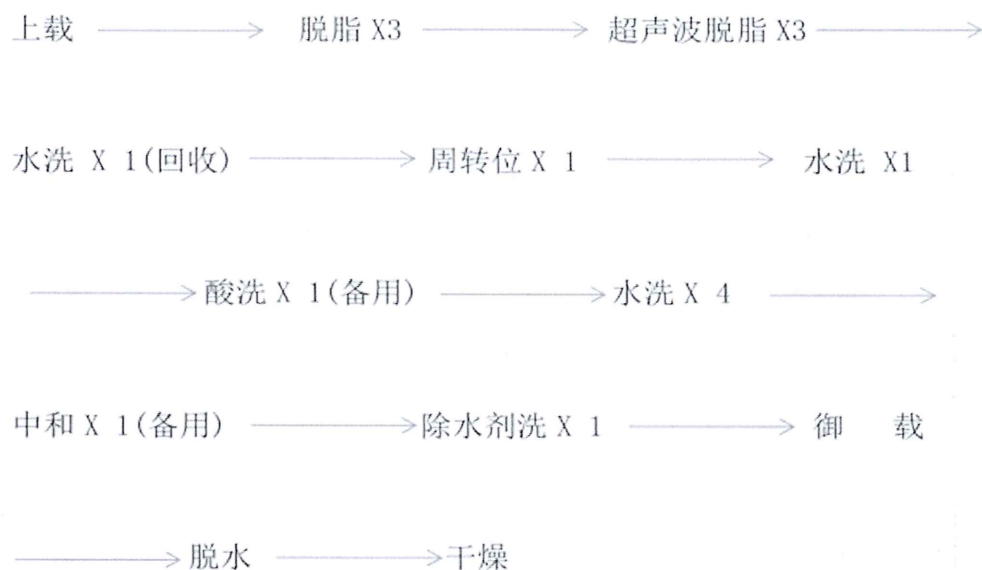 上载 → 脱脂 X3 → 超声波脱脂 X3 →
水洗 X 1(回收) → 周转位 X 1 → 水洗 X1
→ 酸洗 X 1(备用) → 水洗 X 4 →
中和 X 1(备用) → 除水剂洗 X 1 → 御 载
→ 脱水 → 干燥